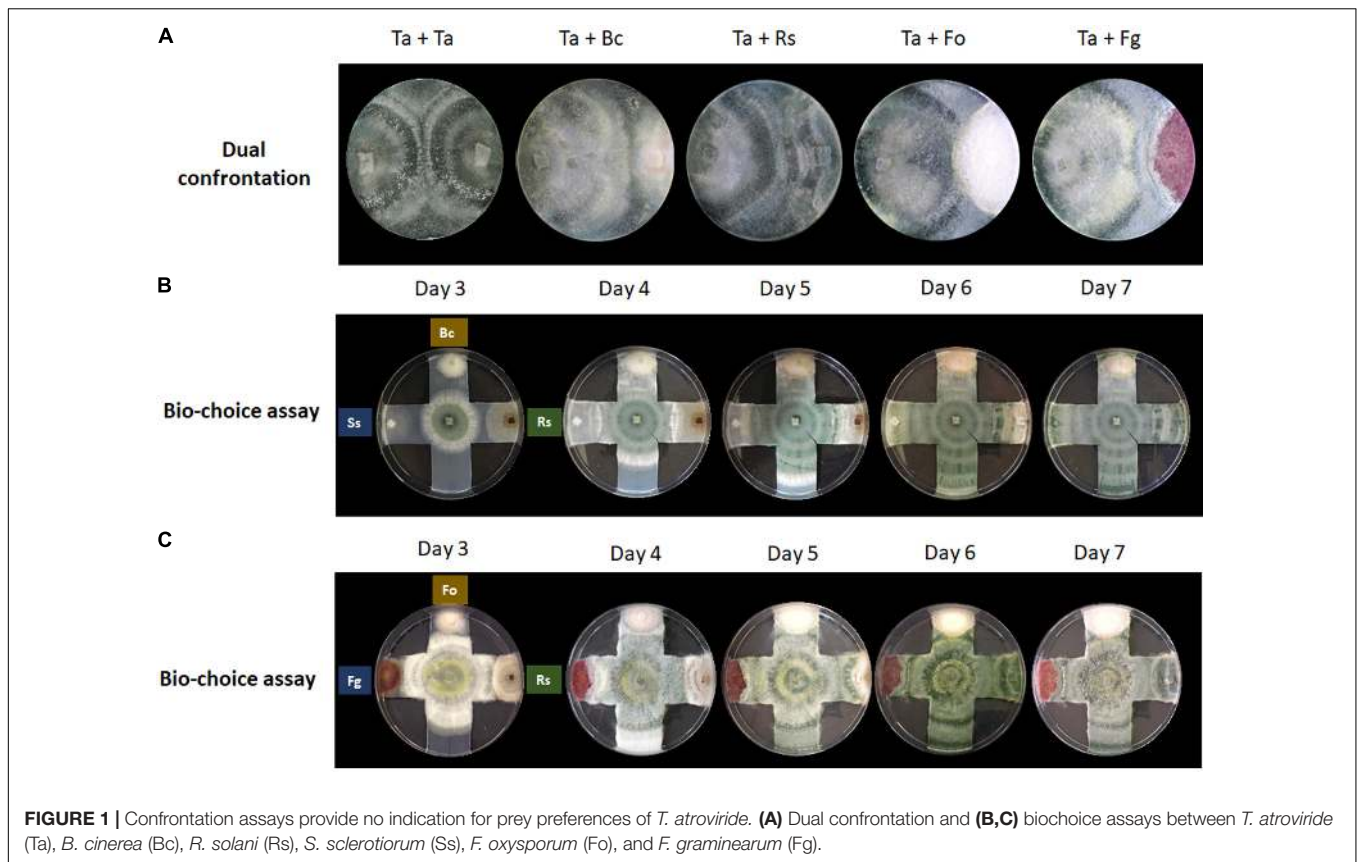 A
Ta + Ta Ta + Bc Ta + Rs Ta + Fo Ta + Fg
Dual
confrontation
B
Day 3 Day 4 Day 5 Day 6 Day 7
Bc
Bio-choice assay
Ss
Rs
C
Day 3 Day 4 Day 5 Day 6 Day 7
Fo
Bio-choice assay
Fg
Rs
FIGURE 1 | Confrontation assays provide no indication for prey preferences of T. atroviride. (A) Dual confrontation and (B,C) biochoice assays between T. atroviride
(Ta), B. cinerea (Bc), R. solani (Rs), S. sclerotiorum (Ss), F. oxysporum (Fo), and F. graminearum (Fg).